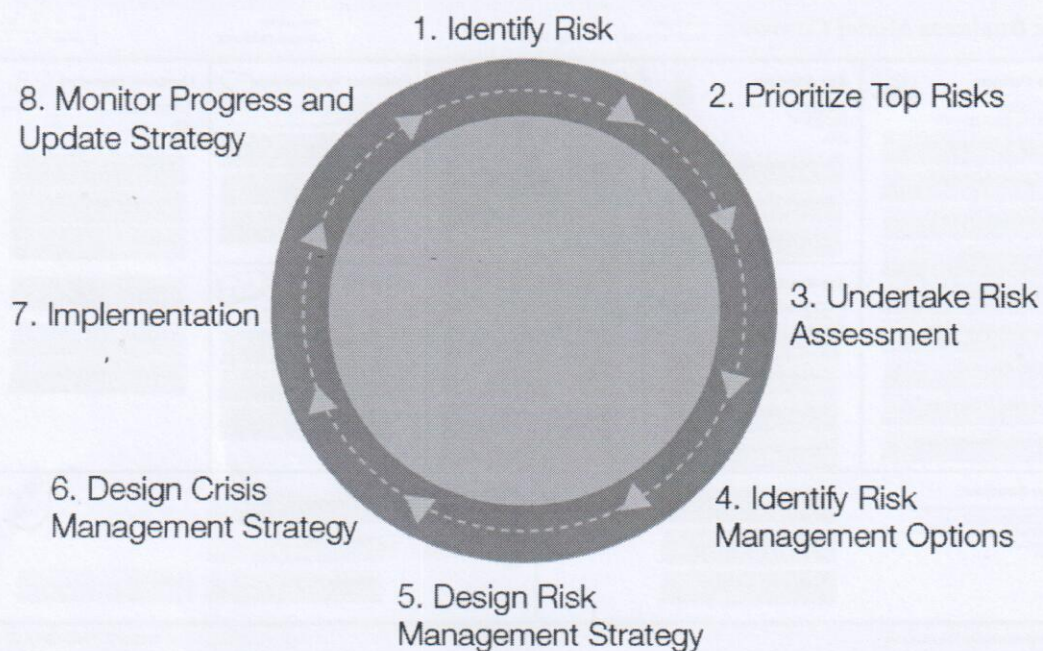 1. Identify Risk
2. Prioritize Top Risks
3. Undertake Risk
Assessment
4. Identify Risk
Management Options
5. Design Risk
Management Strategy
6. Design Crisis
Management Strategy
7. Implementation
8. Monitor Progress and
Update Strategy